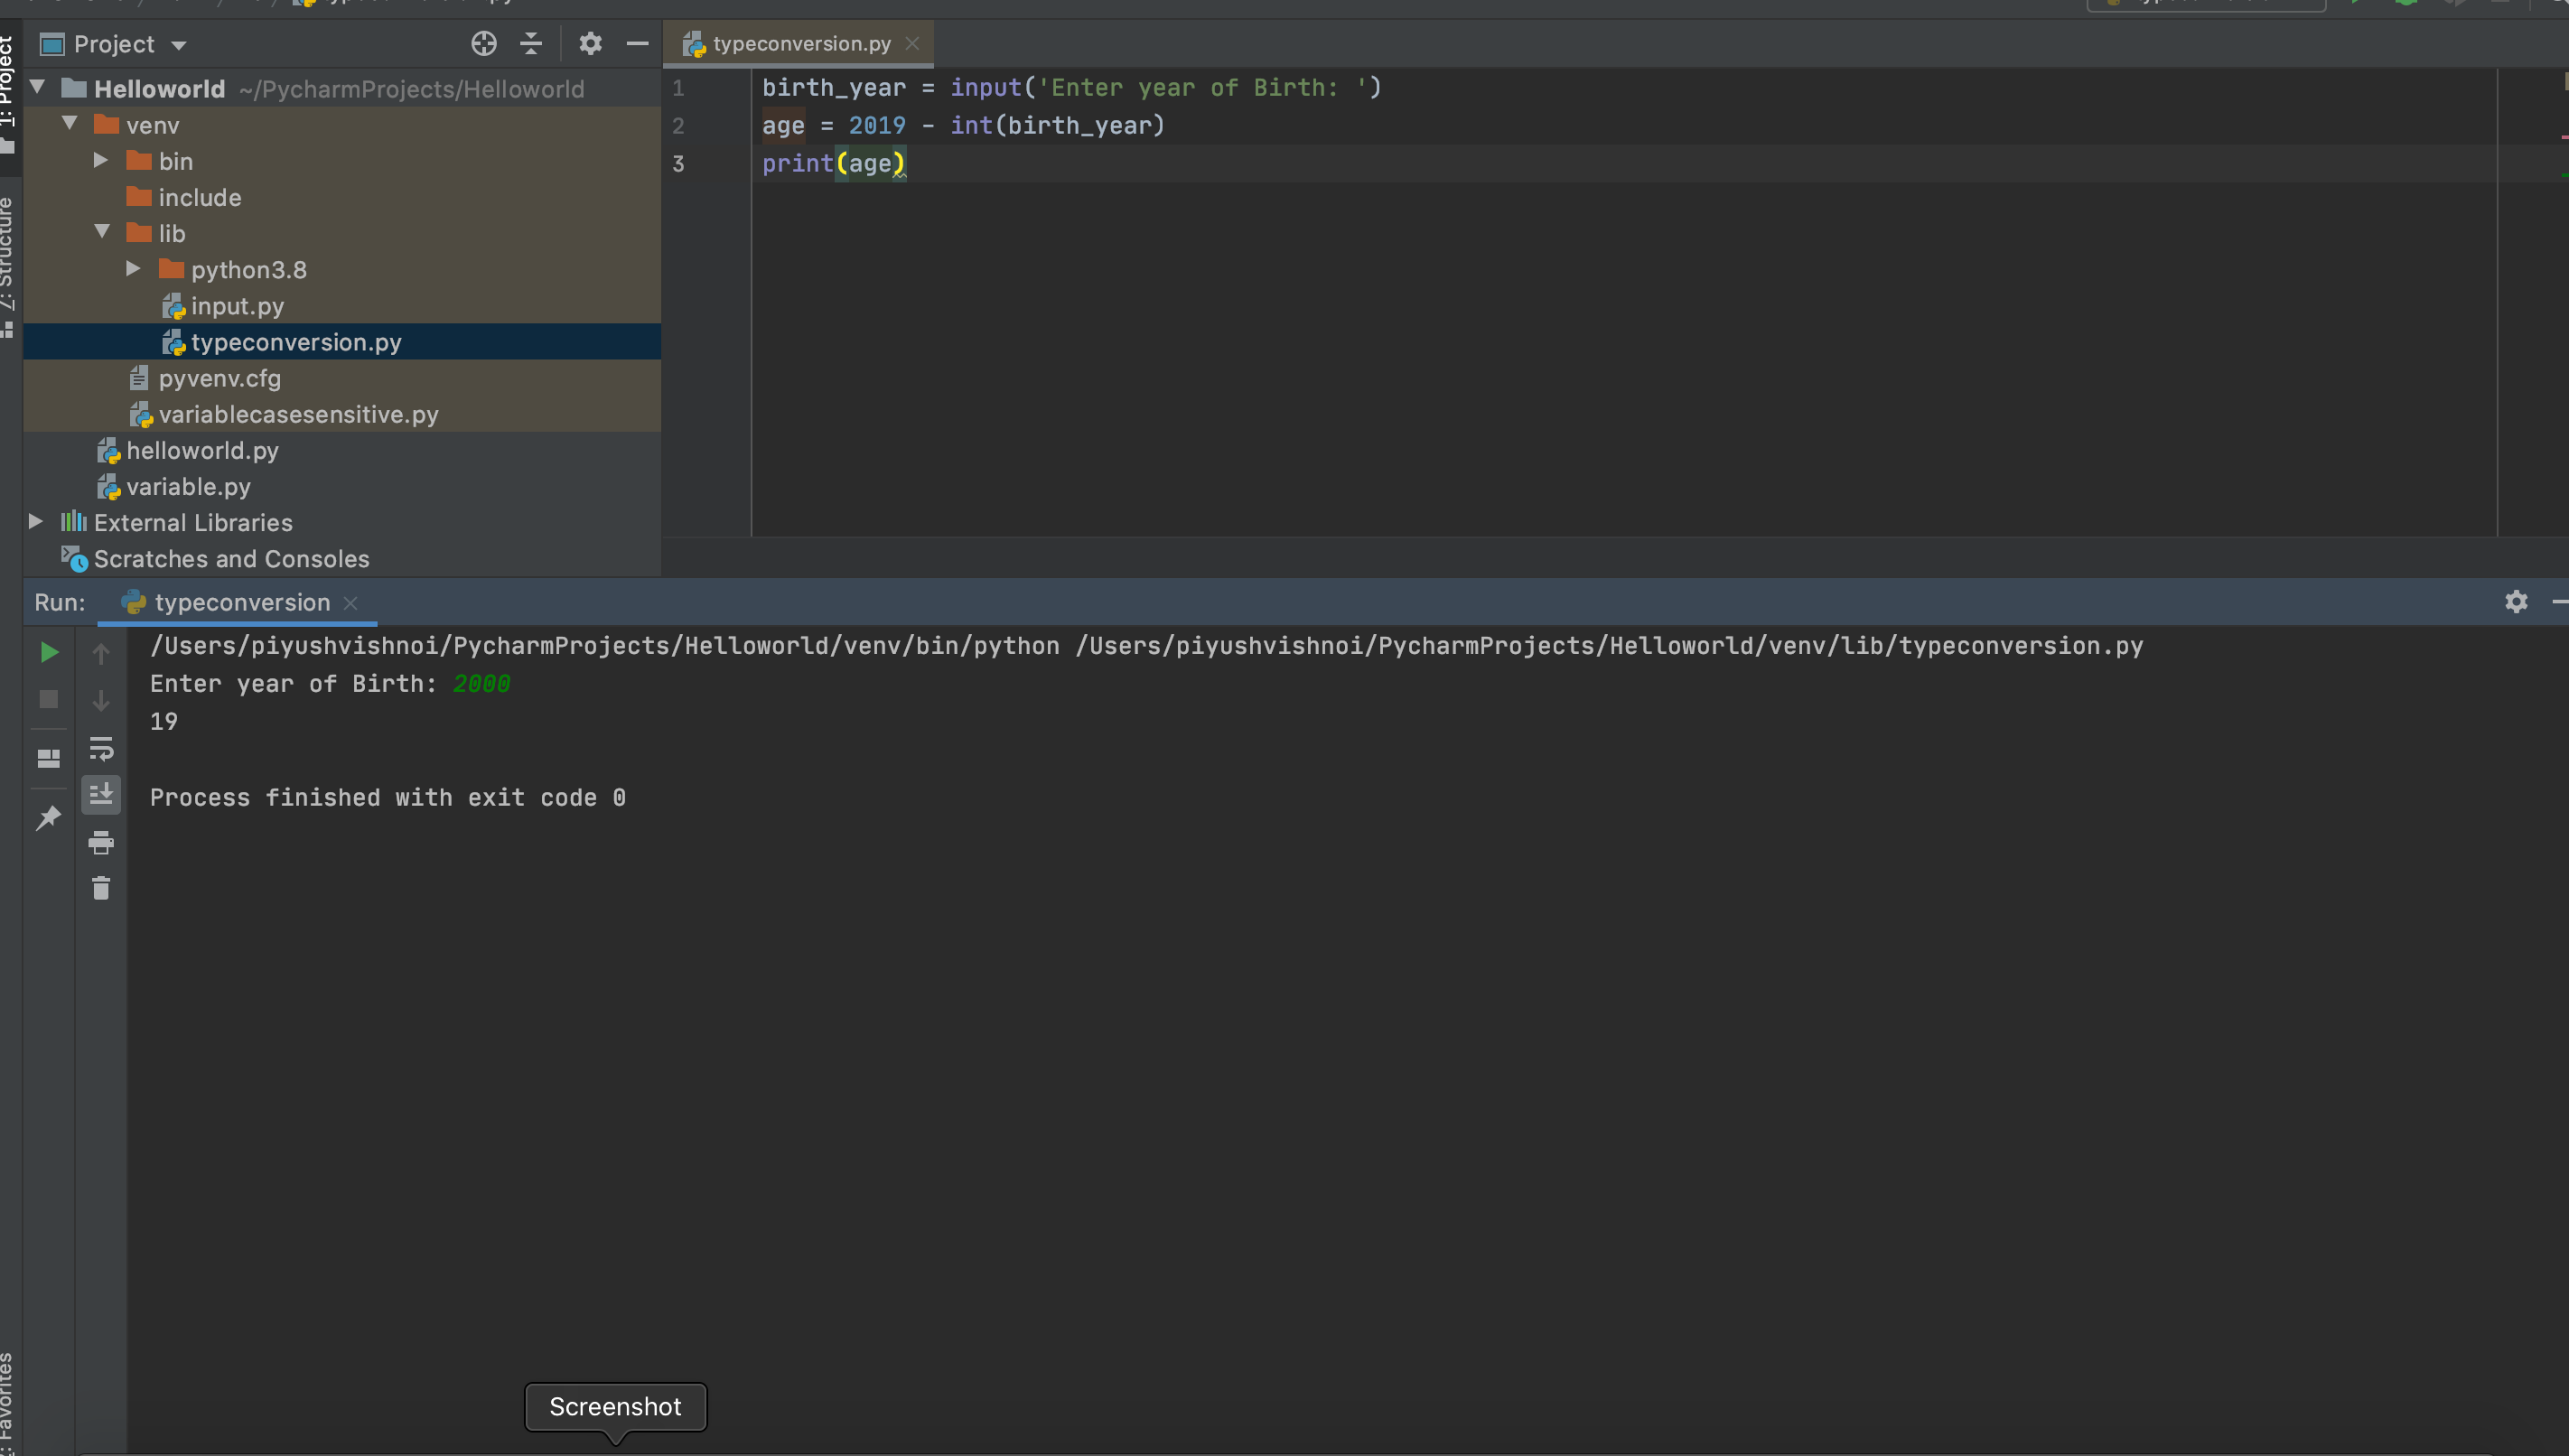 Project
typeconversion.py
1: Project
Helloworld ~/PycharmProjects/Helloworld
venv
bin
include
lib
python3.8
input.py
typeconversion.py
pyvenv.cfg
variablecasesensitive.py
helloworld.py
variable.py
External Libraries
Scratches and Consoles
Structure
1 birth_year = input('Enter year of Birth: ')
2 age = 2019 - int(birth_year)
3 print(age)
Run: typeconversion
/Users/piyushvishnoi/PycharmProjects/Helloworld/venv/bin/python /Users/piyushvishnoi/PycharmProjects/Helloworld/venv/lib/typeconversion.py
Enter year of Birth: 2000
19
Process finished with exit code 0
Favorites
Screenshot